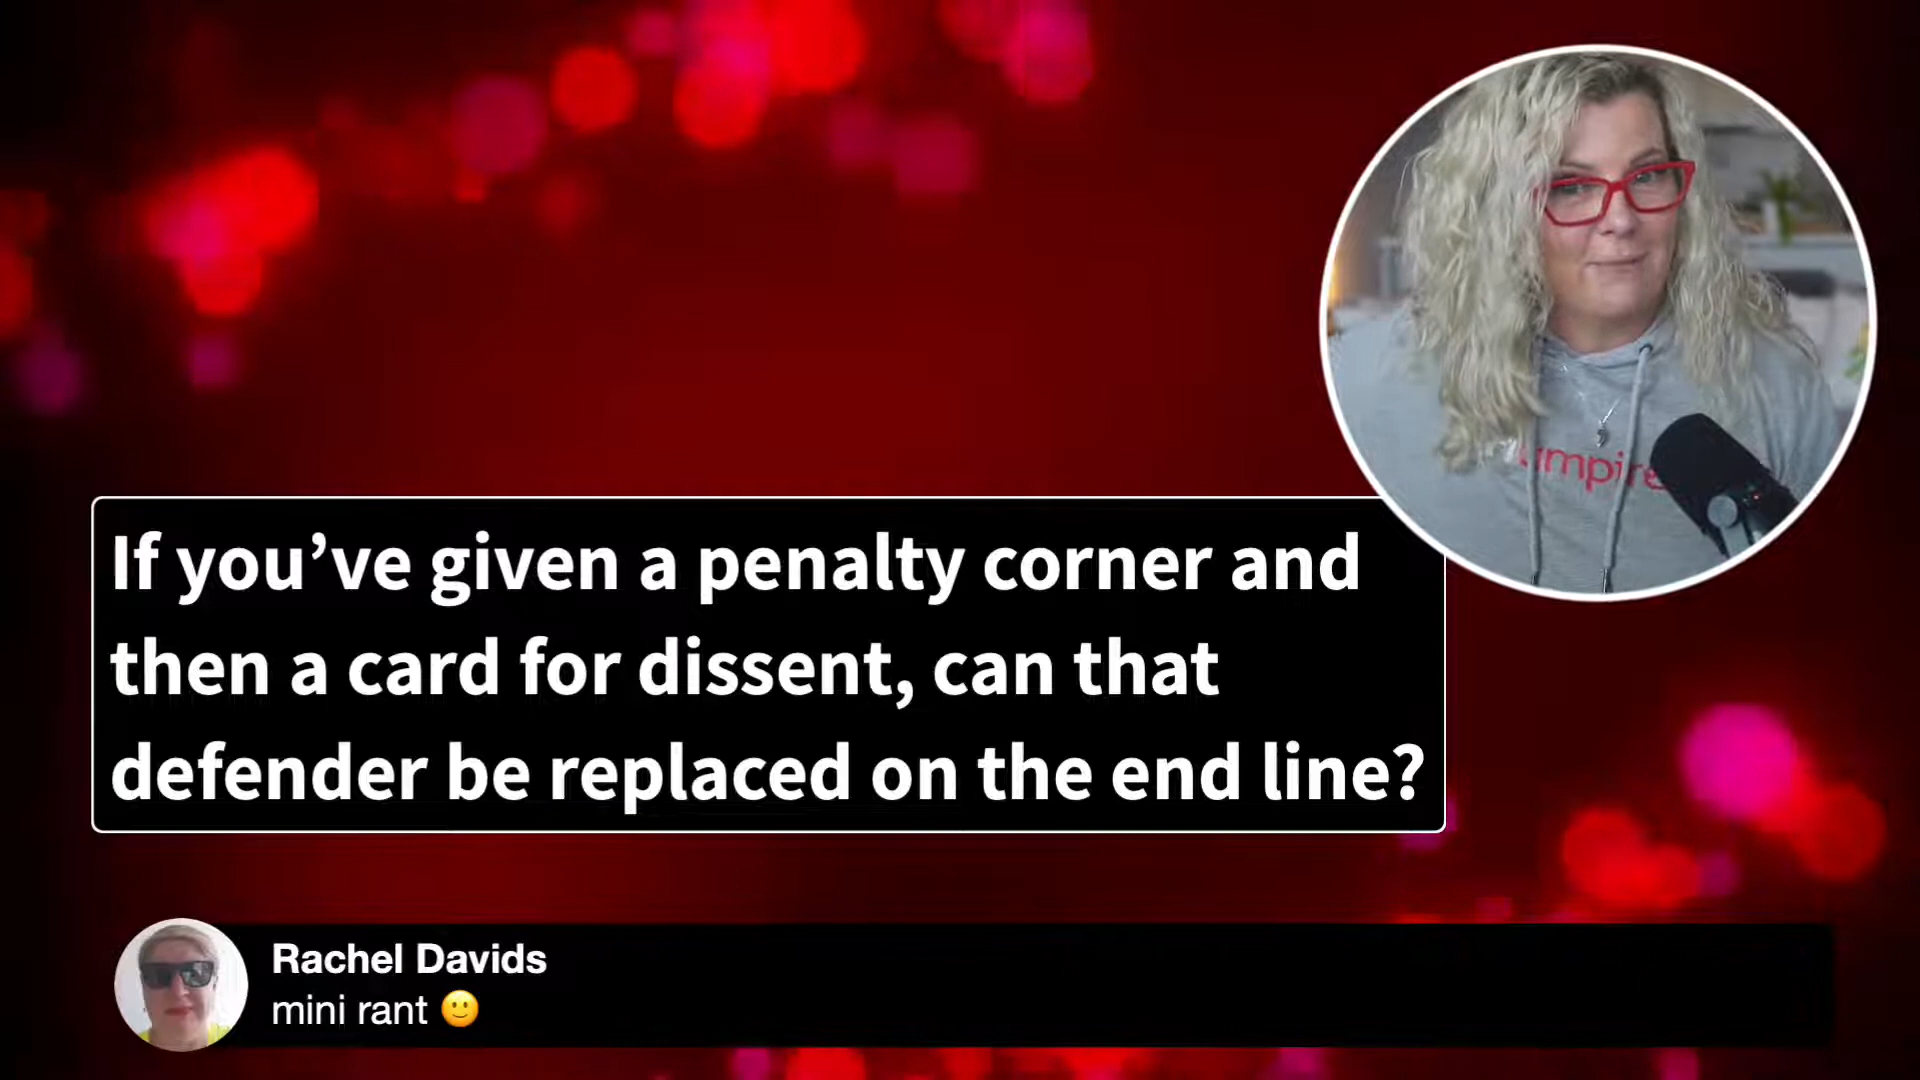 umpire
If you’ve given a penalty corner and
then a card for dissent, can that
defender be replaced on the end line?
Rachel Davids
mini rant 🙂